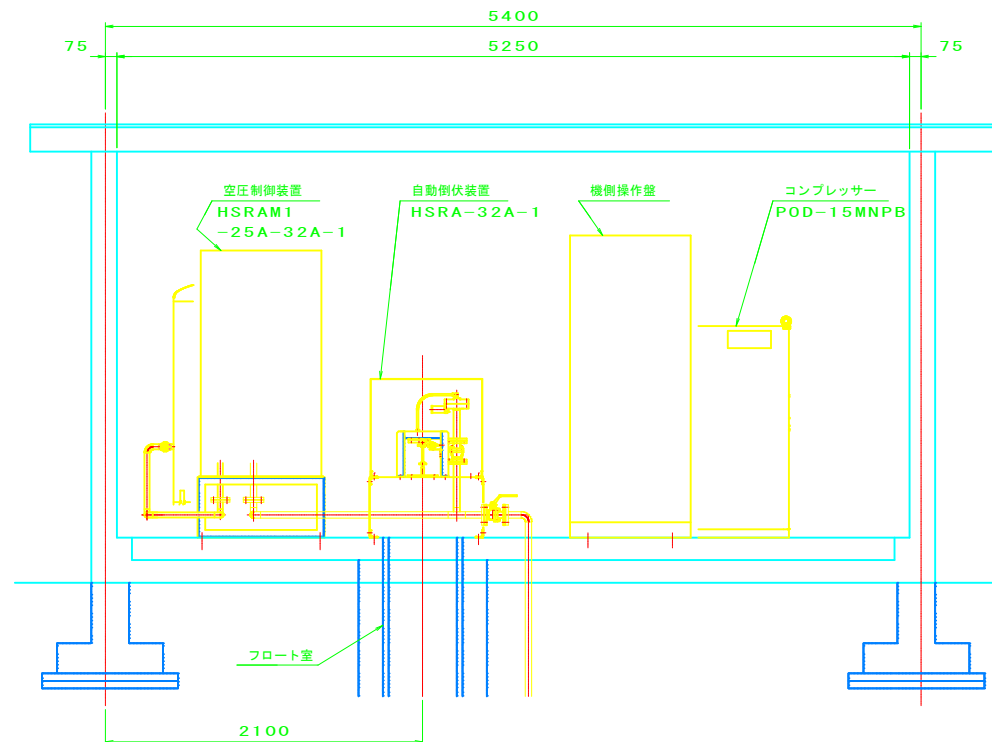 5400
75
5250
75
空圧制御装置
HSRAM1
-25A-32A-1
自動倒伏装置
HSRA-32A-1
機側操作盤
コンプレッサー
POD-15MNPB
フロート室
2100